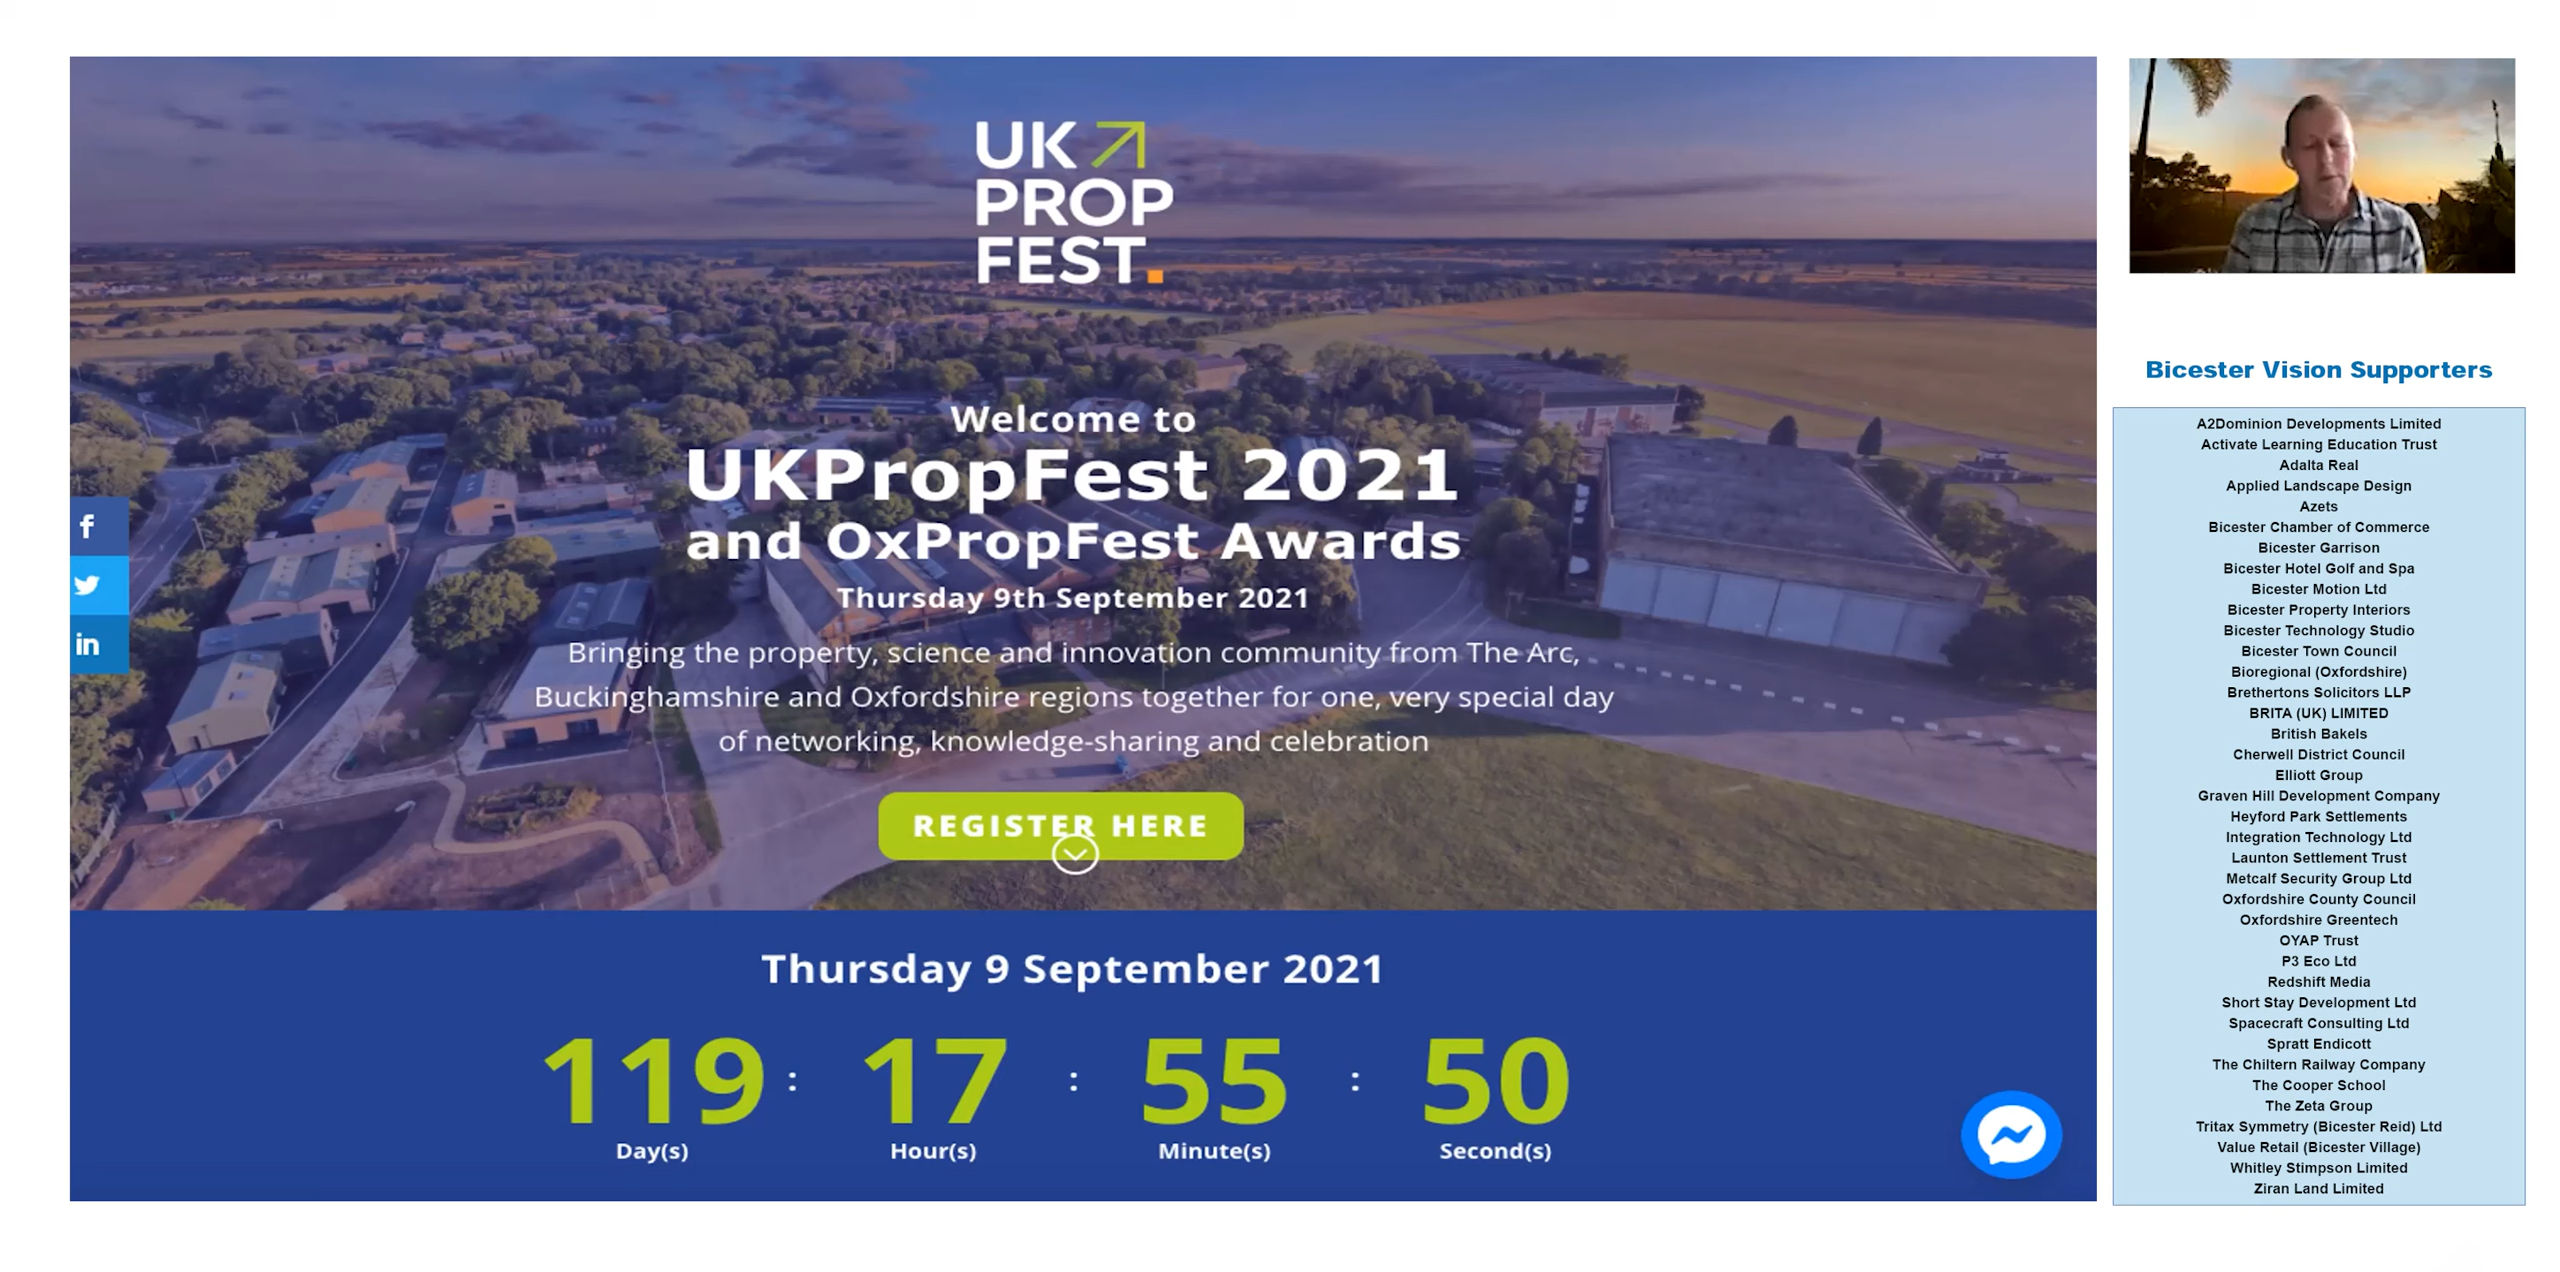 UK
PROP
FEST.
Welcome to
UKPropFest 2021
and OxPropFest Awards
Thursday 9th September 2021
Bringing the property, science and innovation community from The Arc,
Buckinghamshire and Oxfordshire regions together for one, very special day
of networking, knowledge-sharing and celebration
REGISTER HERE
f
in
Thursday 9 September 2021
119 : 17 : 55 : 50
Day(s) Hour(s) Minute(s) Second(s)
Bicester Vision Supporters
A2Dominion Developments Limited
Activate Learning Education Trust
Adalta Real
Applied Landscape Design
Azets
Bicester Chamber of Commerce
Bicester Garrison
Bicester Hotel Golf and Spa
Bicester Motion Ltd
Bicester Property Interiors
Bicester Technology Studio
Bicester Town Council
Bioregional (Oxfordshire)
Brethertons Solicitors LLP
BRITA (UK) LIMITED
British Bakels
Cherwell District Council
Elliott Group
Graven Hill Development Company
Heyford Park Settlements
Integration Technology Ltd
Launton Settlement Trust
Metcalf Security Group Ltd
Oxfordshire County Council
Oxfordshire Greentech
OYAP Trust
P3 Eco Ltd
Redshift Media
Short Stay Development Ltd
Spacecraft Consulting Ltd
Spratt Endicott
The Chiltern Railway Company
The Cooper School
The Zeta Group
Tritax Symmetry (Bicester Reid) Ltd
Value Retail (Bicester Village)
Whitley Stimpson Limited
Ziran Land Limited